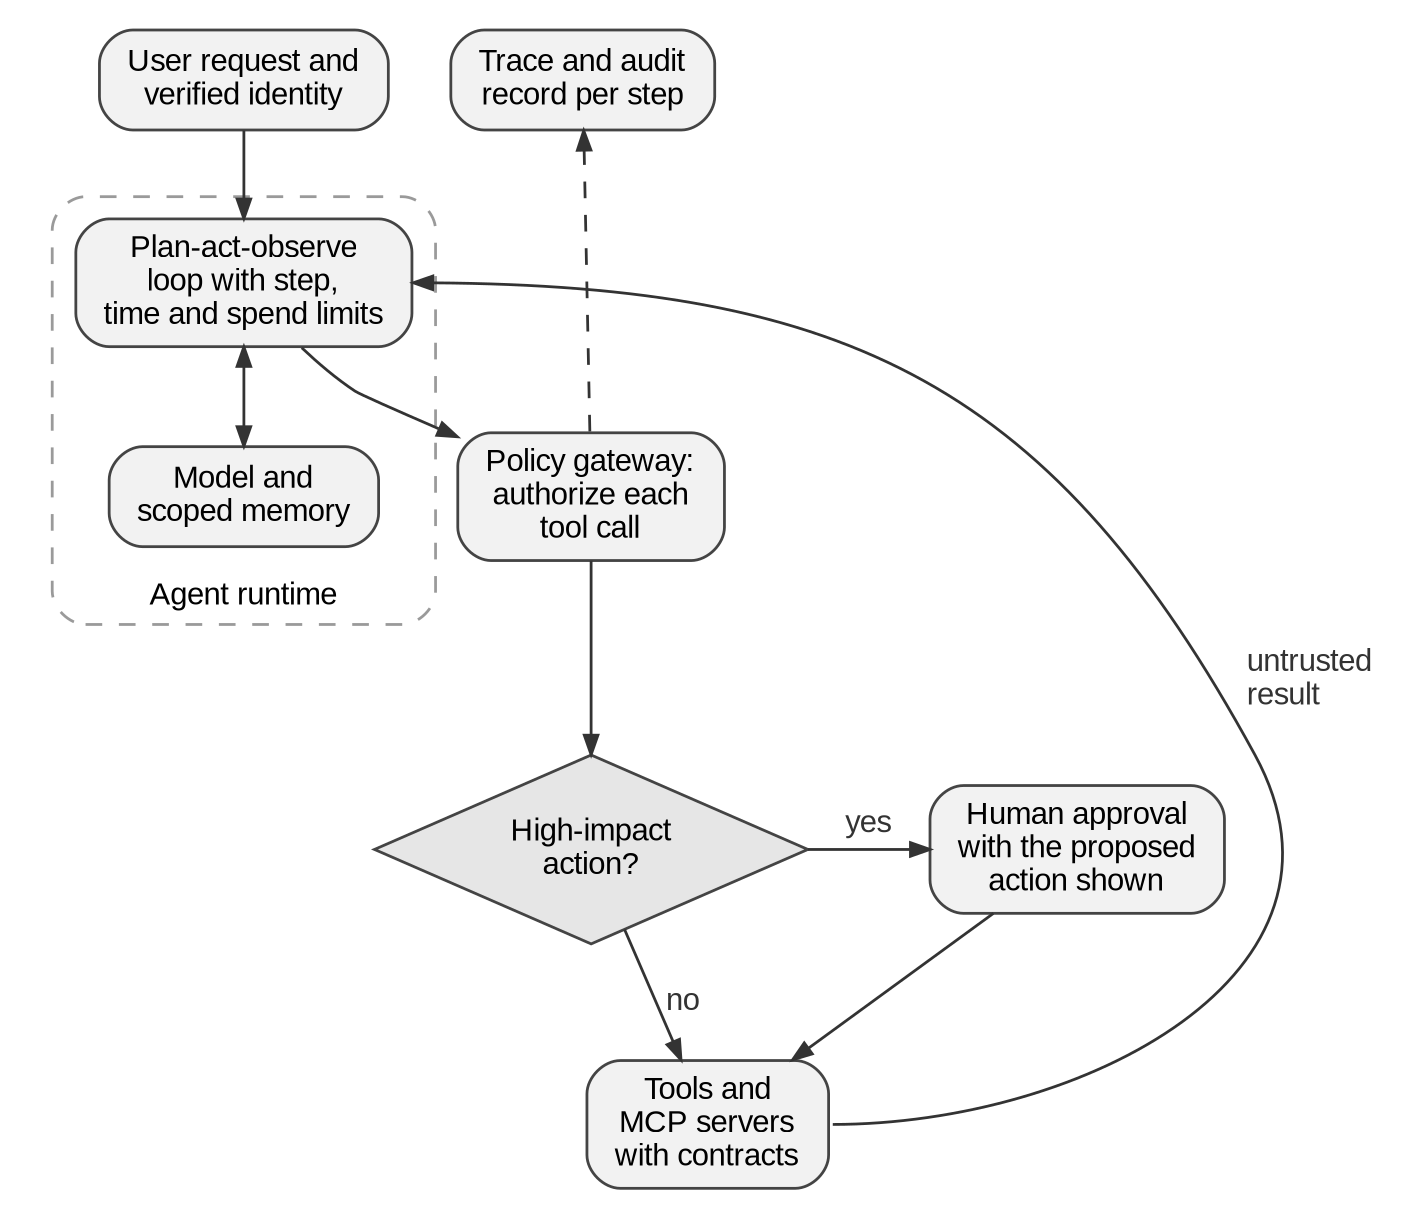 User request and
verified identity
Trace and audit
record per step
Plan-act-observe
loop with step,
time and spend limits
Model and
scoped memory
Agent runtime
Policy gateway:
authorize each
tool call
untrusted
result
High-impact
action?
yes
Human approval
with the proposed
action shown
no
Tools and
MCP servers
with contracts